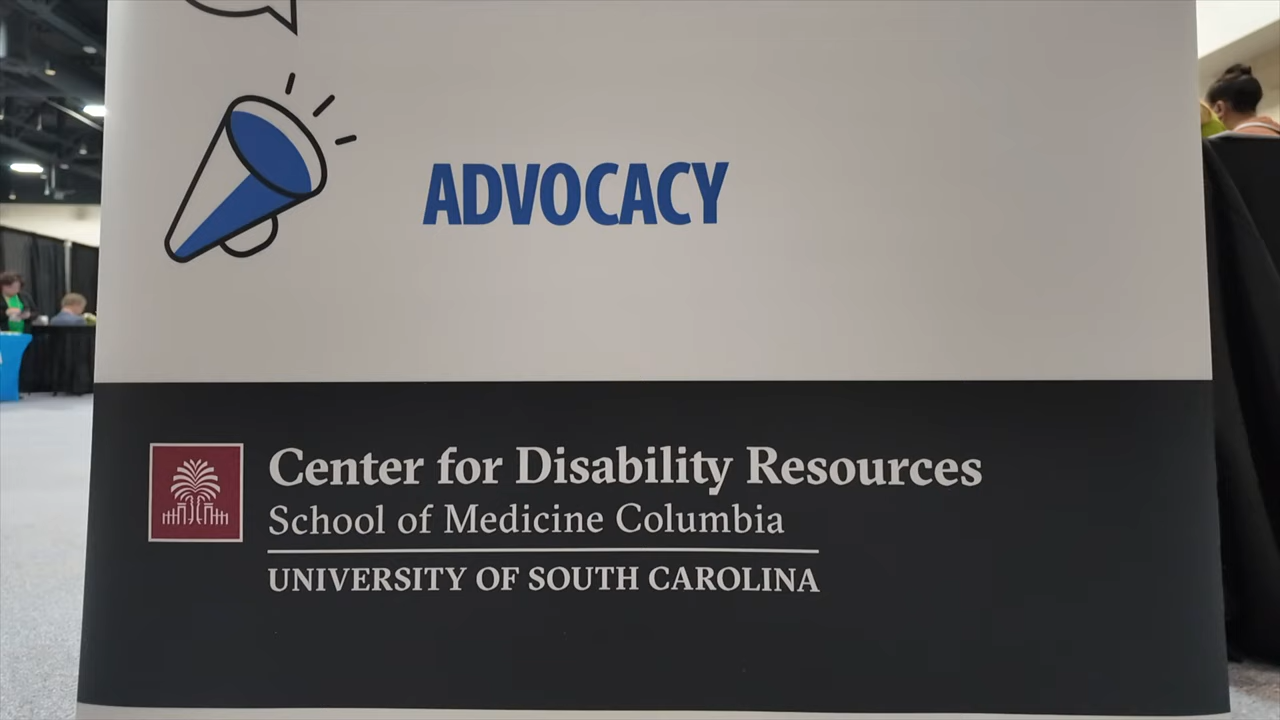 ADVOCACY
Center for Disability Resources
School of Medicine Columbia
UNIVERSITY OF SOUTH CAROLINA